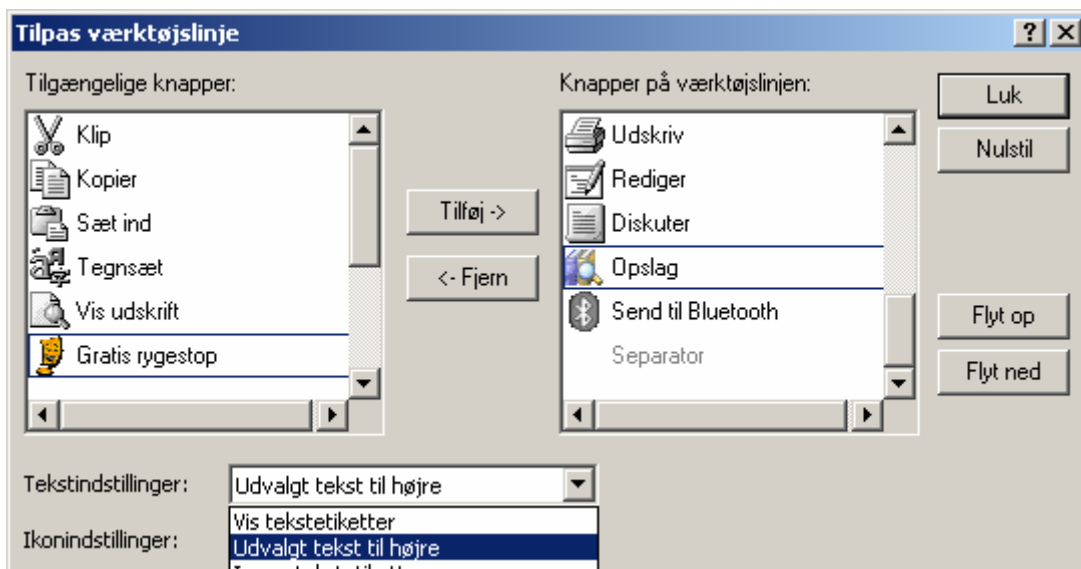 Tilpas værktøjslinje
Tilgængelige knapper:
Klip
Kopier
Sæt ind
Tegnsæt
Vis udskrift
Gratis rygestop
Tilføj ->
<- Fjern
Knapper på værktøjslinjen:
Udskriv
Rediger
Diskuter
Opslag
Send til Bluetooth
Separator
Luk
Nulstil
Flyt op
Flyt ned
Tekstindstillinger:
Udvalgt tekst til højre
Vis tekstetiketter
Udvalgt tekst til højre
Ikonindstillinger: